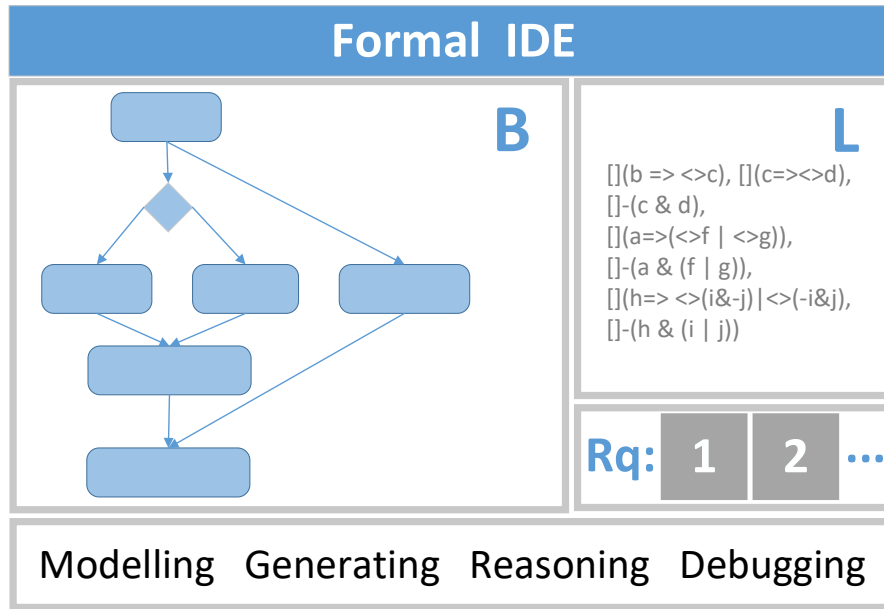 Formal IDE
B
L
[](b => <>c), [](c=><>d),
[]-(c & d),
[](a=>(<>f | <>g)),
[]-(a & (f | g)),
[](h=> <>(i&-j)|<>(-i&j),
[]-(h & (i | j))
Rq: 1 2 ...
Modelling Generating Reasoning Debugging